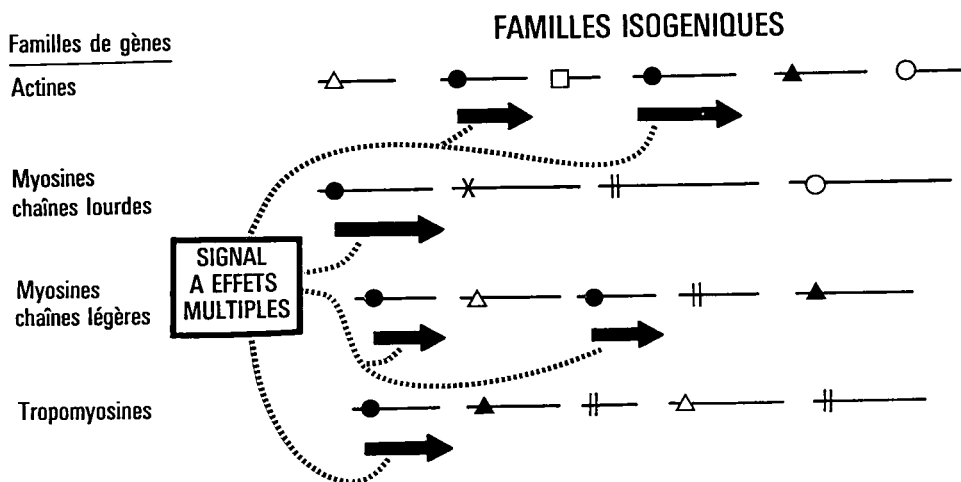 FAMILLES ISOGENIQUES
Familles de gènes
Actines
Myosines
chaînes lourdes
SIGNAL
A EFFETS
MULTIPLES
Myosines
chaînes légères
Tropomyosines